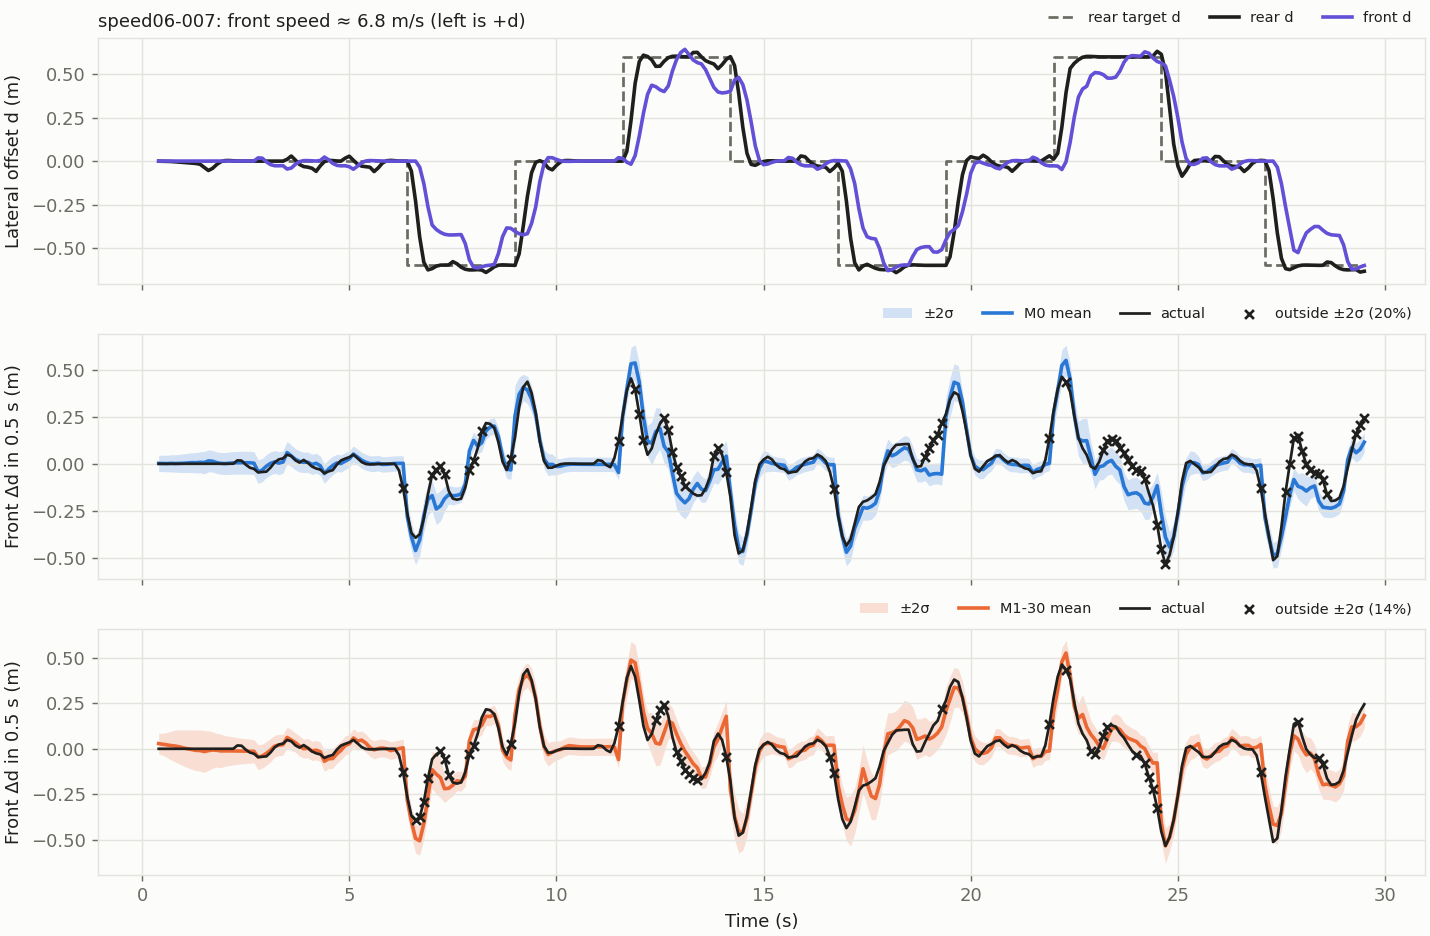 speed06-007: front speed ≈ 6.8 m/s (left is +d)
rear target d rear d front d
Lateral offset d (m)
0.50
0.25
0.00
−0.25
−0.50
±2σ M0 mean actual outside ±2σ (20%)
Front Δd in 0.5 s (m)
0.50
0.25
0.00
−0.25
−0.50
±2σ M1-30 mean actual outside ±2σ (14%)
Front Δd in 0.5 s (m)
0.50
0.25
0.00
−0.25
−0.50
0 5 10 15 20 25 30
Time (s)